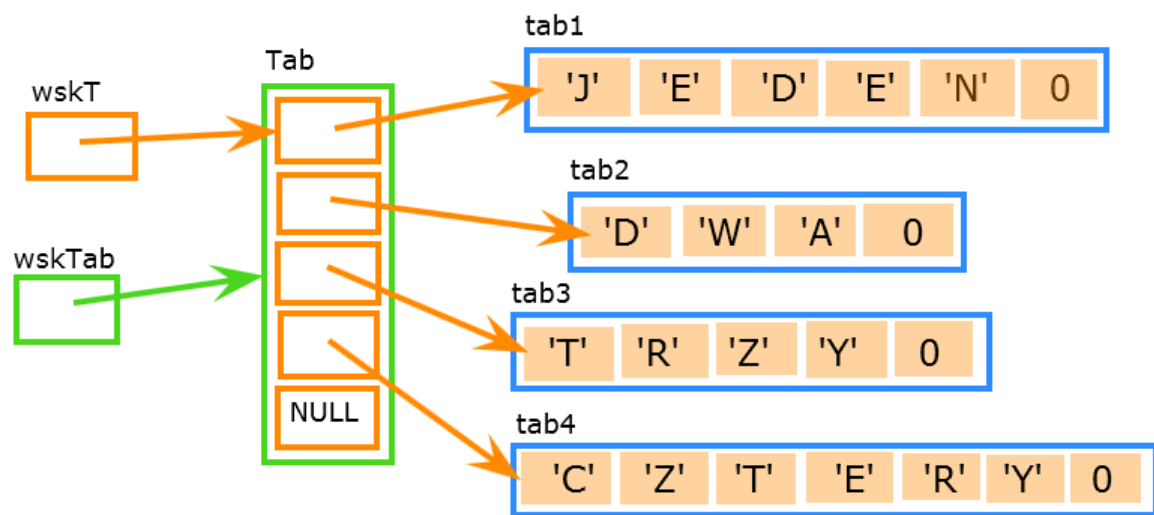 tab1
Tab
'J' 'E' 'D' 'E' 'N' 0
wskT
tab2
'D' 'W' 'A' 0
wskTab
tab3
'T' 'R' 'Z' 'Y' 0
NULL
tab4
'C' 'Z' 'T' 'E' 'R' 'Y' 0